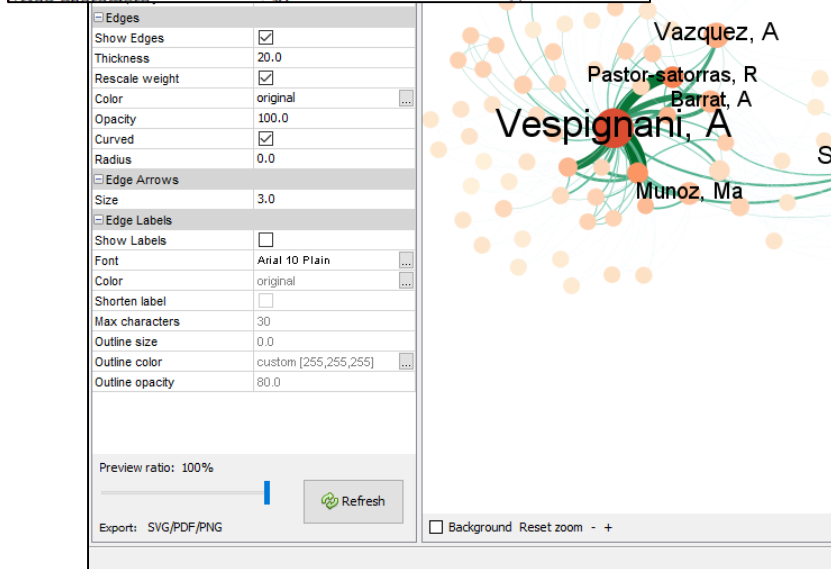 Edges
Show Edges
Thickness 20.0
Rescale weight
Color original ...
Opacity 100.0
Curved
Radius 0.0
Edge Arrows
Size 3.0
Edge Labels
Show Labels
Font Arial 10 Plain ...
Color original ...
Shorten label
Max characters 30
Outline size 0.0
Outline color custom [255,255,255] ...
Outline opacity 80.0
Preview ratio: 100%
Refresh
Export: SVG/PDF/PNG
Vazquez, A
Pastor-satorras, R
Barrat, A
Vespignani, A
S
Munoz, Ma
Background Reset zoom - +